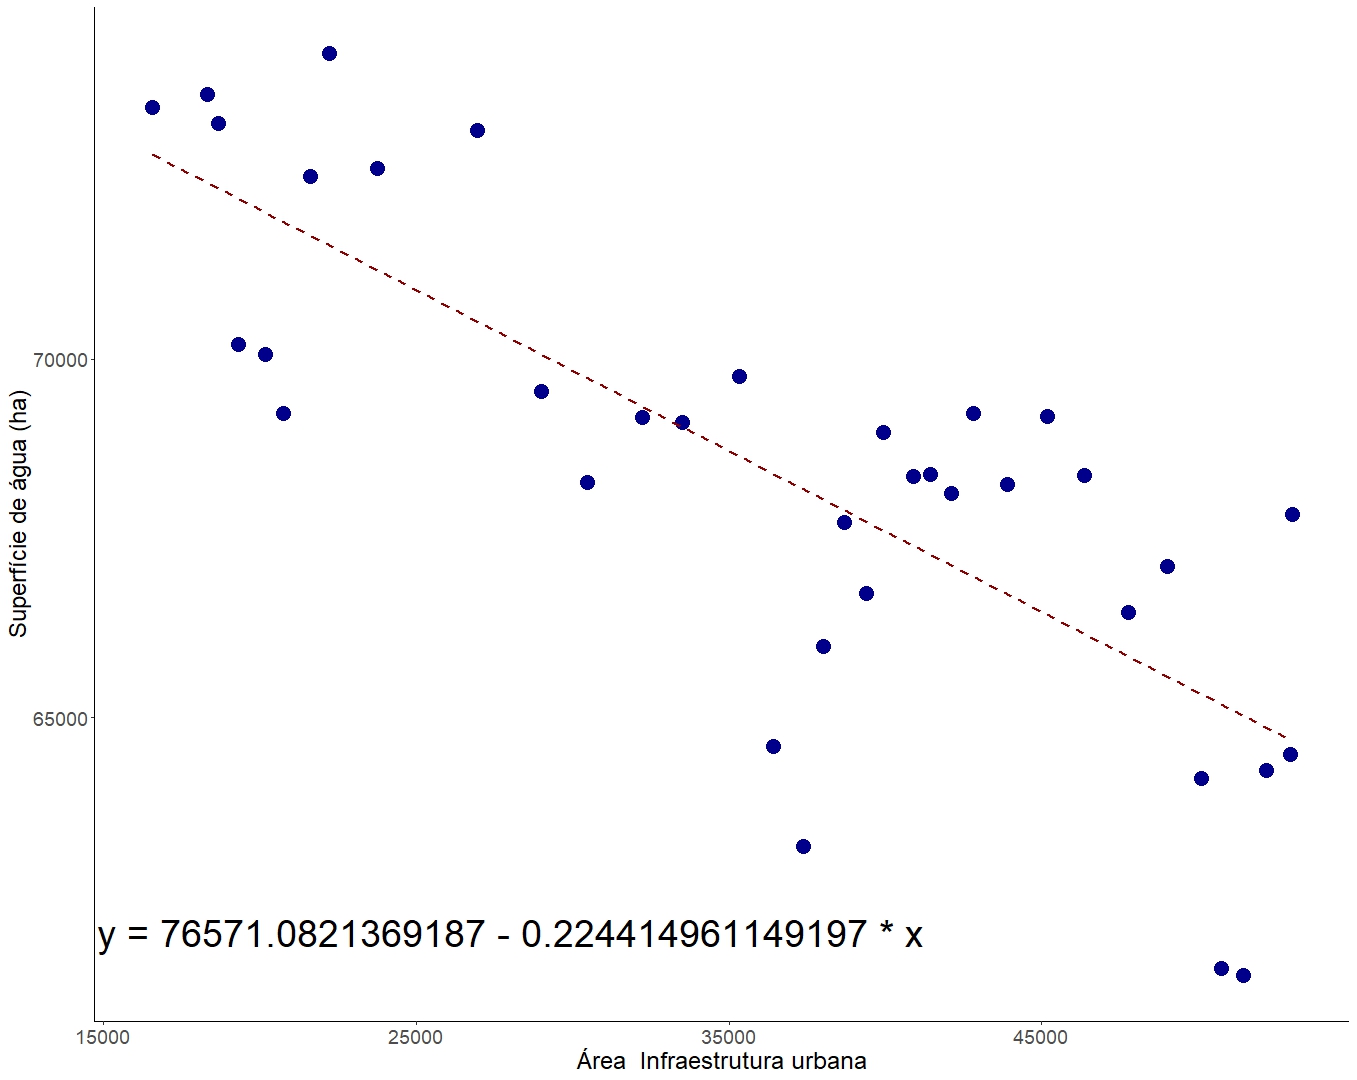 70000
65000
Superfície de água (ha)
y = 76571.0821369187 - 0.224414961149197 * x
15000 25000 35000 45000
Área  Infraestrutura urbana